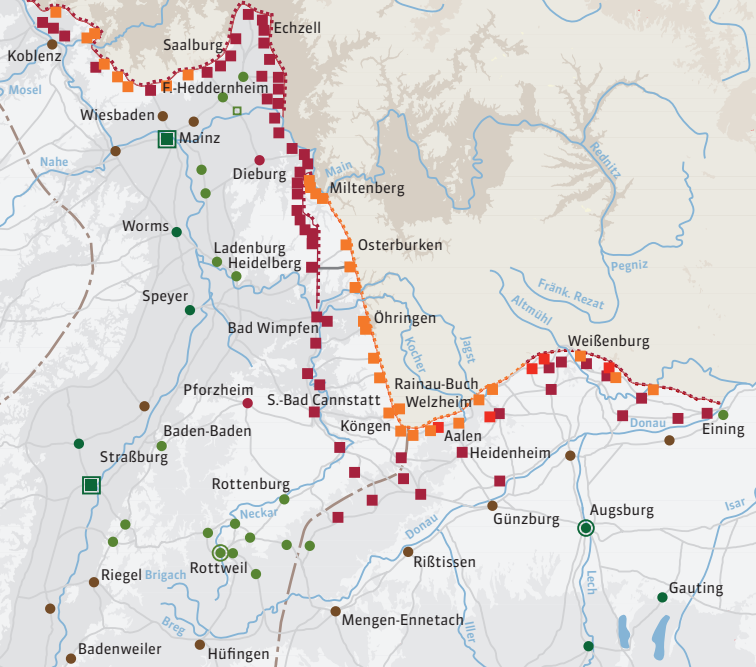 Echzell
Saalburg
Koblenz
Mosel
F.-Heddernheim
Wiesbaden
Mainz
Nahe
Dieburg
Main
Miltenberg
Rednitz
Worms
Osterburken
Ladenburg
Heidelberg
Pegnitz
Speyer
Fränk. Rezat
Altmühl
Bad Wimpfen
Öhringen
Kocher
Jagst
Weißenburg
Pforzheim
Rainau-Buch
S.-Bad Cannstatt
Welzheim
Köngen
Aalen
Donau
Eining
Baden-Baden
Straßburg
Heidenheim
Rottenburg
Neckar
Günzburg
Augsburg
Isar
Donau
Rottweil
Rißtissen
Riegel
Brigach
Lech
Gauting
Breg
Mengen-Ennetach
Iller
Badenweiler
Hüfingen